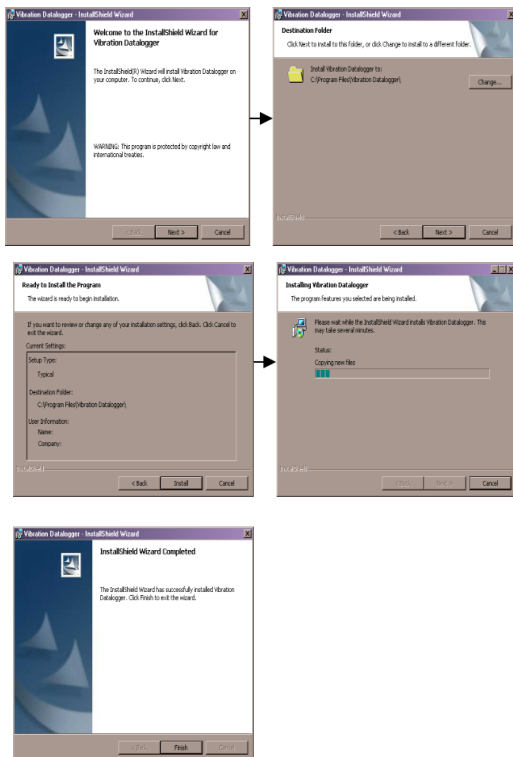 Vibration Datalogger - InstallShield Wizard
Welcome to the InstallShield Wizard for
Vibration Datalogger
The InstallShield(R) Wizard will install Vibration Datalogger on
your computer. To continue, click Next.
WARNING: This program is protected by copyright law and
international treaties.
< Back
Next >
Cancel
Vibration Datalogger - InstallShield Wizard
Destination Folder
Click Next to install to this folder, or click Change to install to a different folder.
Install Vibration Datalogger to:
C:\Program Files\Vibration Datalogger\
Change...
InstallShield
< Back
Next >
Cancel
Vibration Datalogger - InstallShield Wizard
Ready to Install the Program
The wizard is ready to begin installation.
If you want to review or change any of your installation settings, click Back. Click Cancel to
exit the wizard.
Current Settings:
Setup Type:
Typical
Destination Folder:
C:\Program Files\Vibration Datalogger\
User Information:
Name:
Company:
InstallShield
< Back
Install
Cancel
Vibration Datalogger - InstallShield Wizard
Installing Vibration Datalogger
The program features you selected are being installed.
Please wait while the InstallShield Wizard installs Vibration Datalogger. This
may take several minutes.
Status:
Copying new files
InstallShield
< Back
Next >
Cancel
Vibration Datalogger - InstallShield Wizard
InstallShield Wizard Completed
The InstallShield Wizard has successfully installed Vibration
Datalogger. Click Finish to exit the wizard.
< Back
Finish
Cancel